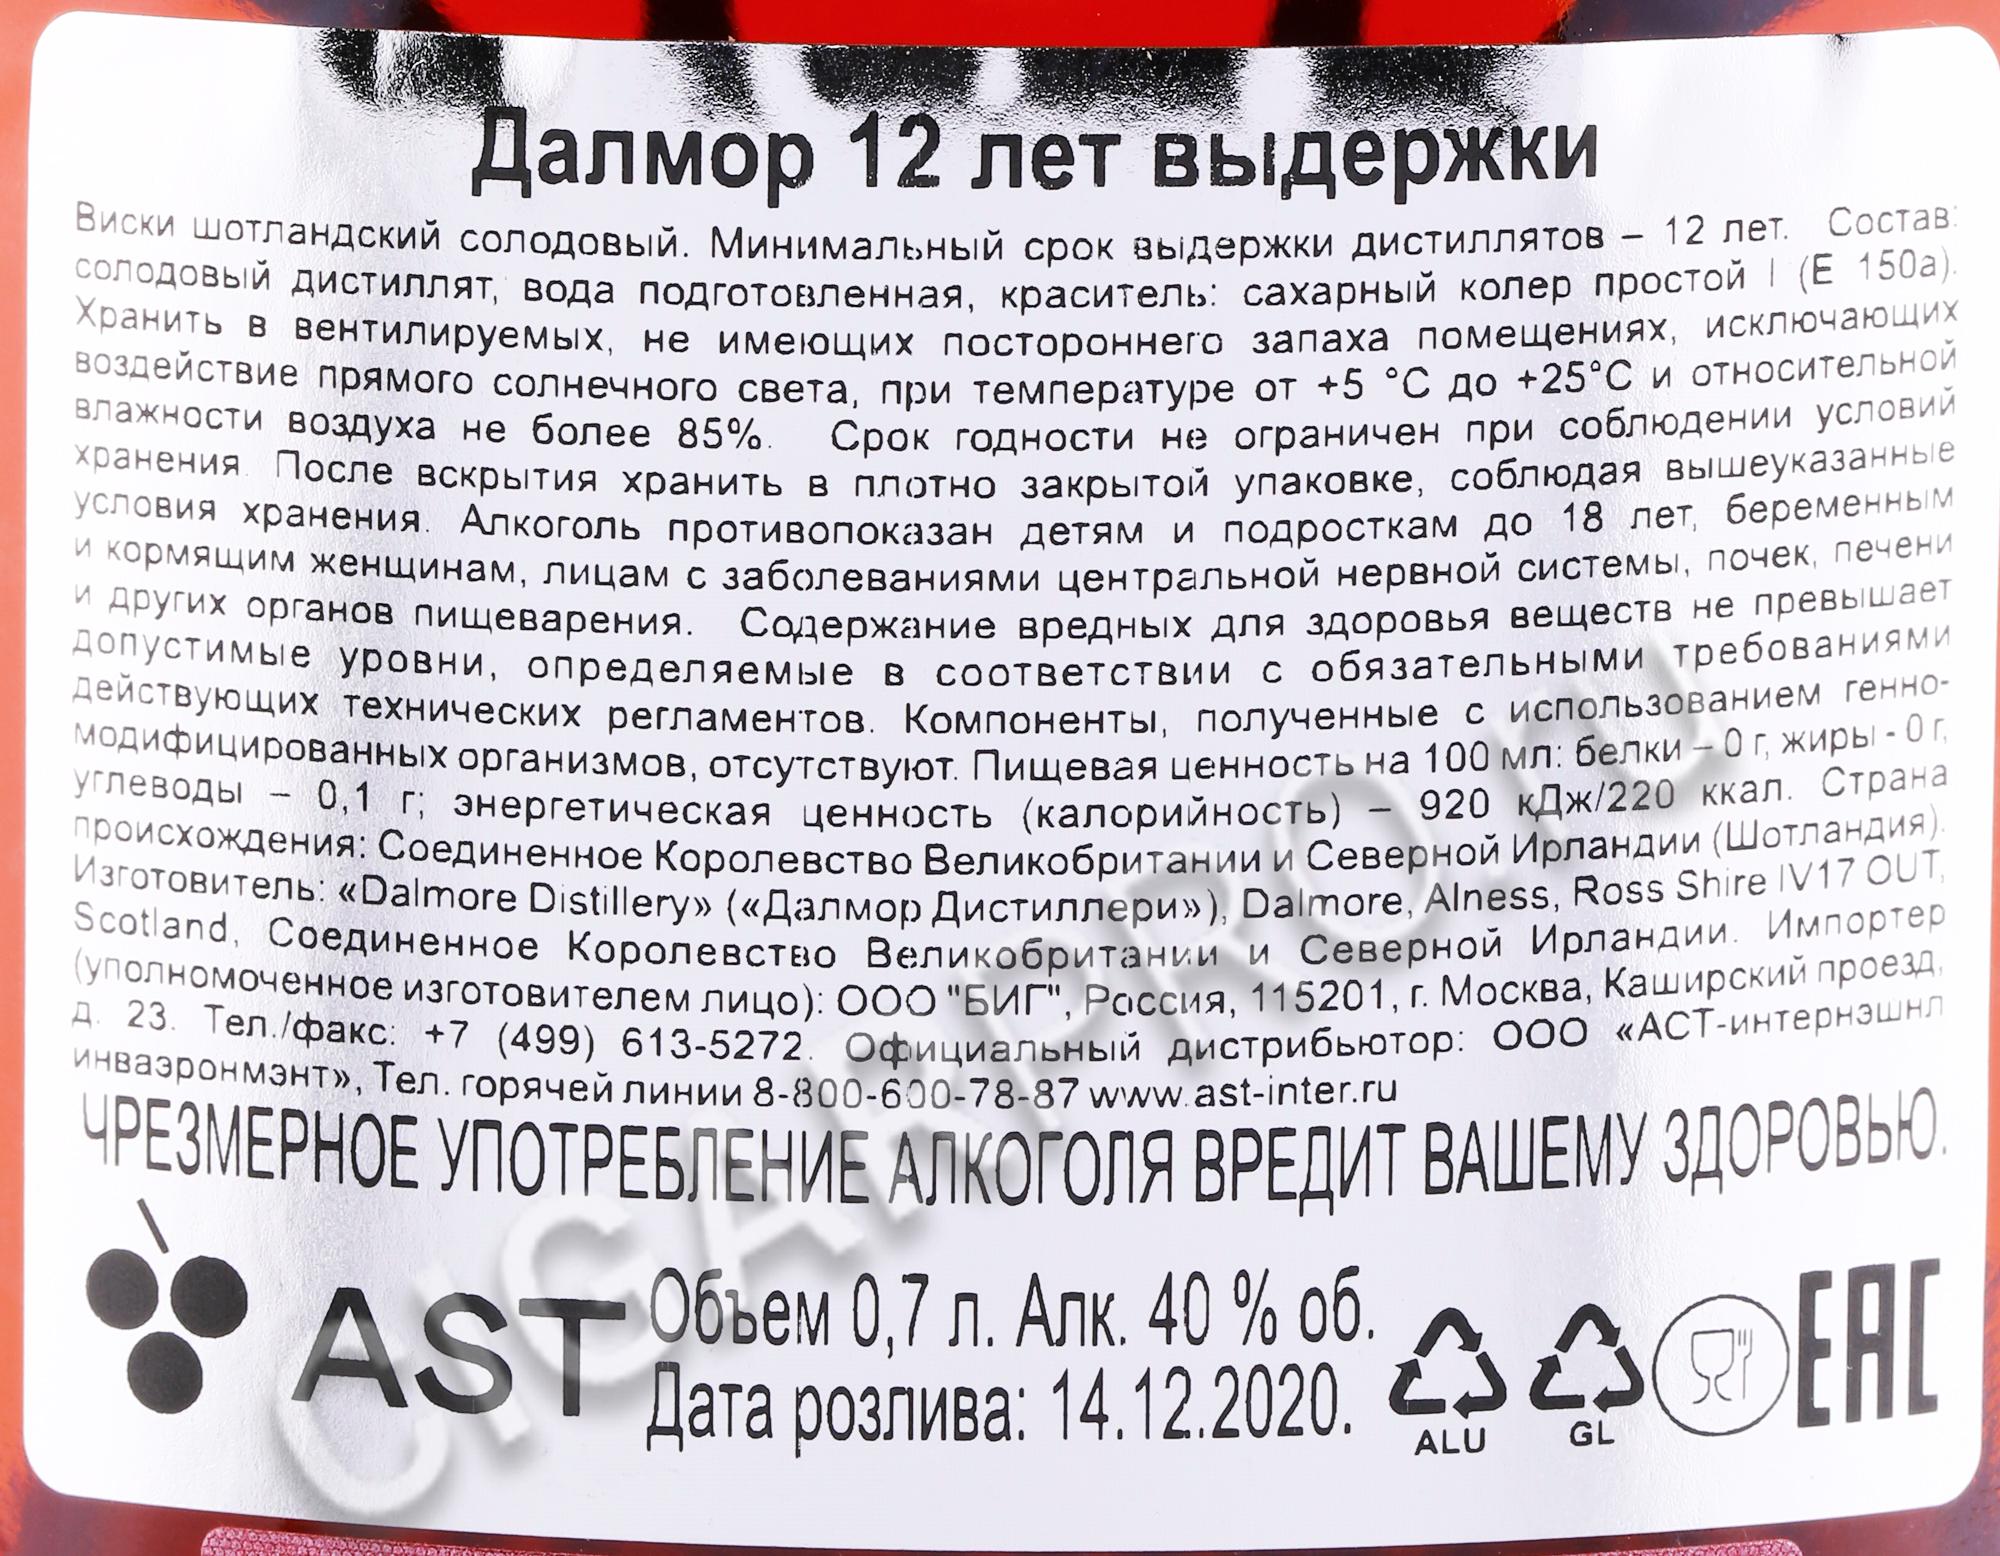 Далмор 12 лет выдержки
Виски шотландский солодовый. Минимальный срок выдержки дистиллятов – 12 лет. Состав:
солодовый дистиллят, вода подготовленная, краситель: сахарный колер простой I (Е 150а).
Хранить в вентилируемых, не имеющих постороннего запаха помещениях, исключающих
воздействие прямого солнечного света, при температуре от +5 °С до +25°С и относительной
влажности воздуха не более 85%. Срок годности не ограничен при соблюдении условий
хранения. После вскрытия хранить в плотно закрытой упаковке, соблюдая вышеуказанные
условия хранения. Алкоголь противопоказан детям и подросткам до 18 лет, беременным
и кормящим женщинам, лицам с заболеваниями центральной нервной системы, почек, печени
и других органов пищеварения. Содержание вредных для здоровья веществ не превышает
допустимые уровни, определяемые в соответствии с обязательными требованиями
действующих технических регламентов. Компоненты, полученные с использованием генно-
модифицированных организмов, отсутствуют. Пищевая ценность на 100 мл: белки – 0 г, жиры - 0 г,
углеводы – 0,1 г; энергетическая ценность (калорийность) – 920 кДж/220 ккал. Страна
происхождения: Соединенное Королевство Великобритании и Северной Ирландии (Шотландия).
Изготовитель: «Dalmore Distillery» («Далмор Дистиллери»), Dalmore, Alness, Ross Shire IV17 OUT,
Scotland, Соединенное Королевство Великобритании и Северной Ирландии. Импортер
(уполномоченное изготовителем лицо): ООО "БИГ", Россия, 115201, г. Москва, Каширский проезд,
д. 23. Тел./факс: +7 (499) 613-5272. Официальный дистрибьютор: ООО «АСТ-интернэшнл
инваэронмэнт», Тел. горячей линии 8-800-600-78-87 www.ast-inter.ru
ЧРЕЗМЕРНОЕ УПОТРЕБЛЕНИЕ АЛКОГОЛЯ ВРЕДИТ ВАШЕМУ ЗДОРОВЬЮ.
AST
Объем 0,7 л. Алк. 40 % об.
Дата розлива: 14.12.2020.
ALU
GL
EAC
CIGARPRO.ru